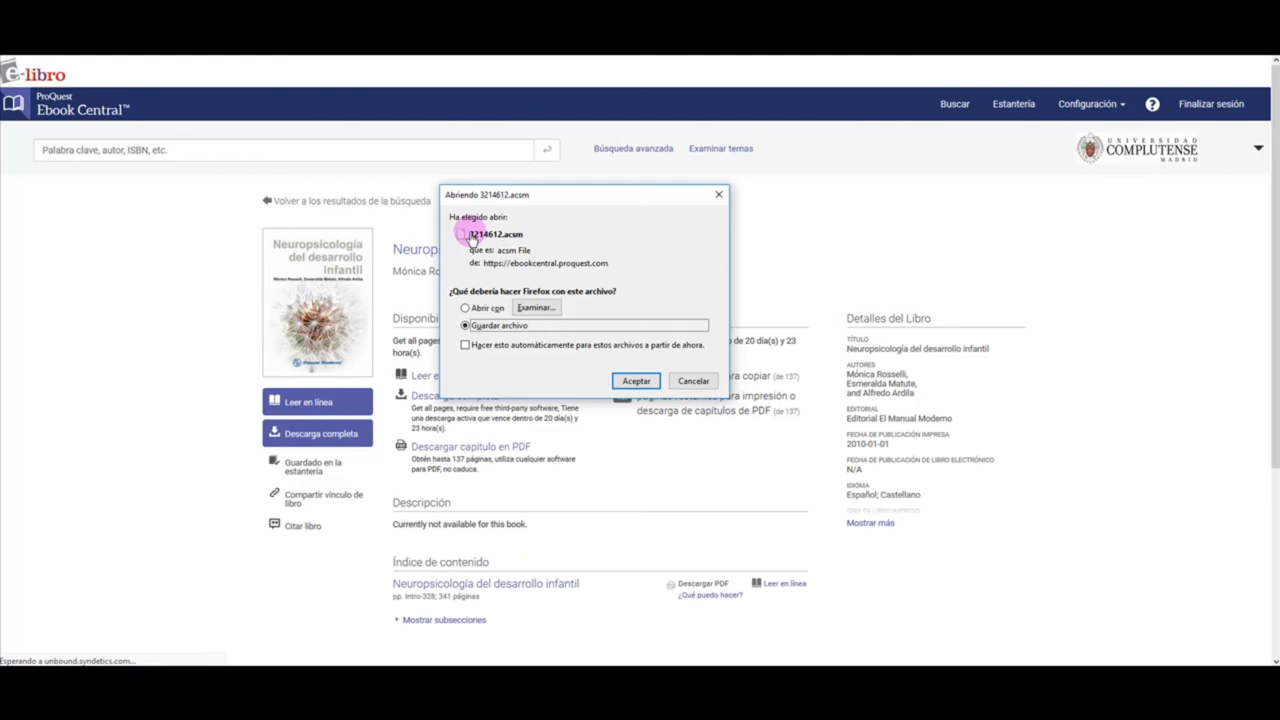 e-libro
ProQuest
Ebook Central™
Buscar
Estantería
Configuración
?
Finalizar sesión
Palabra clave, autor, ISBN, etc.
Búsqueda avanzada
Examinar temas
UNIVERSIDAD
COMPLUTENSE
MADRID
Volver a los resultados de la búsqueda
Neuropsicología
del desarrollo
infantil
Mónica Rosselli, Esmeralda Matute, Alfredo Ardila
Manual Moderno
Leer en línea
Descarga completa
Guardado en la
estantería
Compartir vínculo de
libro
Citar libro
Abriendo 3214612.acsm
Ha elegido abrir:
3214612.acsm
que es: acsm File
de: https://ebookcentral.proquest.com
¿Qué debería hacer Firefox con este archivo?
Abrir con
Examinar...
Guardar archivo
Hacer esto automáticamente para estos archivos a partir de ahora.
Aceptar
Cancelar
Neurop
Mónica Ro
Disponibi
Get all pages
hora(s).
de 20 día(s) y 23
Leer e
Get all pages, require free third-party software, Tiene
una descarga activa que vence dentro de 20 día(s) y
23 hora(s).
Descargar capítulo en PDF
Obtén hasta 137 páginas, utiliza cualquier software
para PDF, no caduca.
para copiar (de 137)
páginas restantes para impresión o
descarga de capítulos de PDF (de 137)
Descripción
Currently not available for this book.
Índice de contenido
Neuropsicología del desarrollo infantil
pp. Intro-328; 341 páginas
Descargar PDF
¿Qué puedo hacer?
Leer en línea
Mostrar subsecciones
Detalles del Libro
TÍTULO
Neuropsicología del desarrollo infantil
AUTORES
Mónica Rosselli,
Esmeralda Matute,
and Alfredo Ardila
EDITORIAL
Editorial El Manual Moderno
FECHA DE PUBLICACIÓN IMPRESA
2010-01-01
FECHA DE PUBLICACIÓN DE LIBRO ELECTRÓNICO
N/A
IDIOMA
Español; Castellano
Mostrar más
Esperando a unbound.syndetics.com...